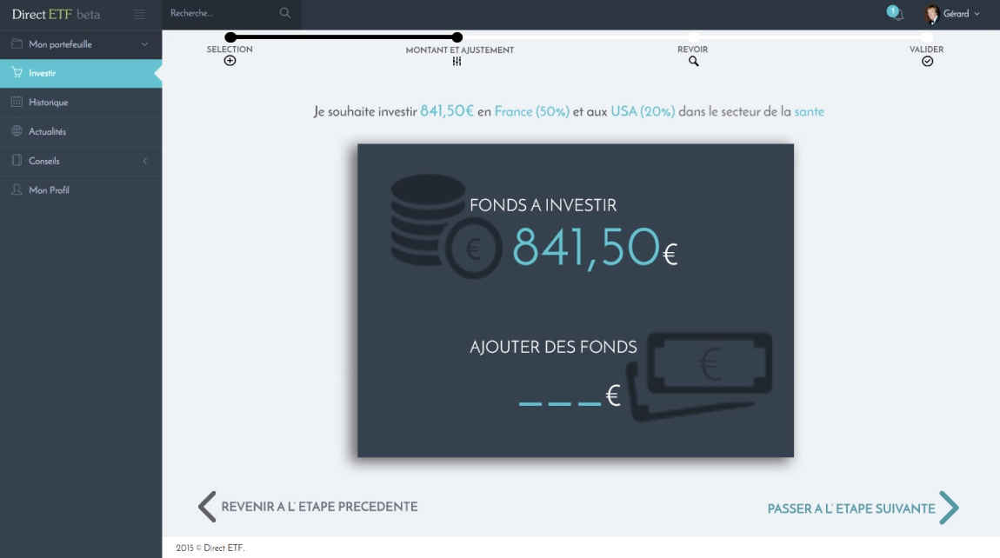 Direct ETF beta
Recherche...
1
Gérard
Mon portefeuille
Investir
Historique
Actualités
Conseils
Mon Profil
SELECTION
MONTANT ET AJUSTEMENT
REVOIR
VALIDER
Je souhaite investir 841,50€ en France (50%) et aux USA (20%) dans le secteur de la sante
FONDS A INVESTIR
€
841,50€
AJOUTER DES FONDS
€
_ _ _€
REVENIR A L' ETAPE PRECEDENTE
PASSER A L' ETAPE SUIVANTE
2015 © Direct ETF.